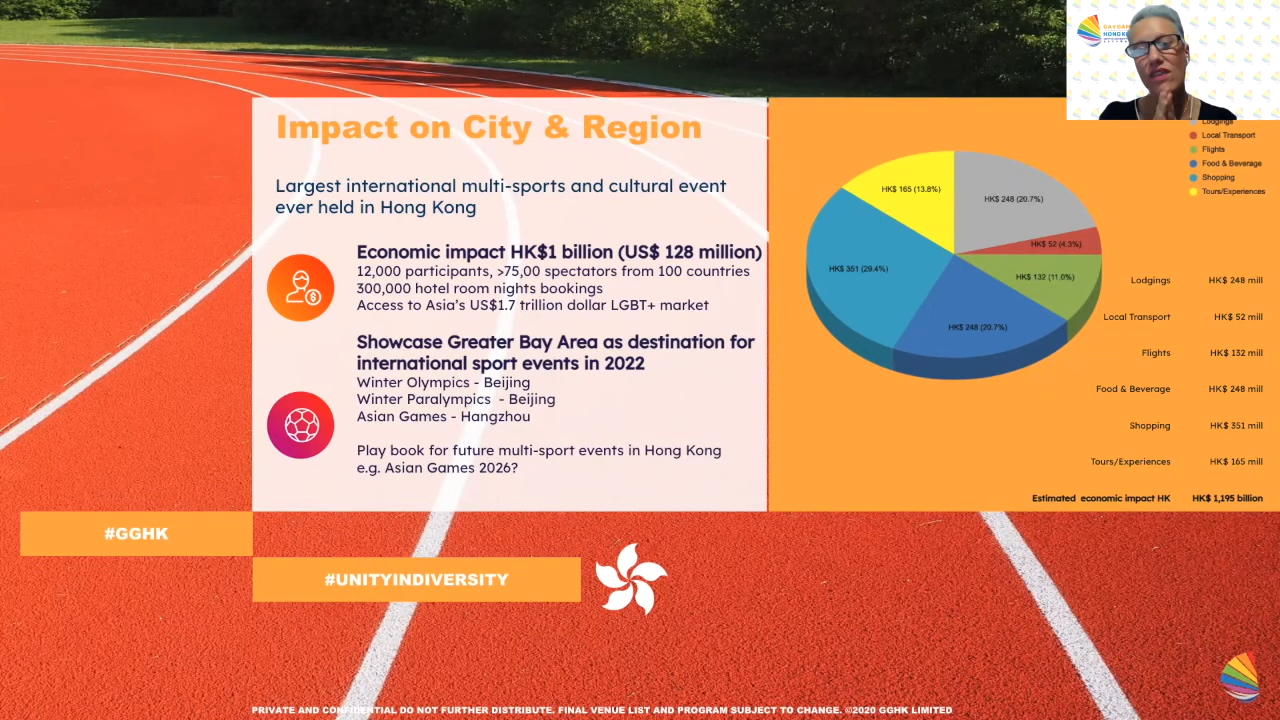 Impact on City & Region
Largest international multi-sports and cultural event
ever held in Hong Kong
Economic impact HK$1 billion (US$ 128 million)
12,000 participants, >75,00 spectators from 100 countries
300,000 hotel room nights bookings
Access to Asia's US$1.7 trillion dollar LGBT+ market
Showcase Greater Bay Area as destination for
international sport events in 2022
Winter Olympics - Beijing
Winter Paralympics - Beijing
Asian Games - Hangzhou
Play book for future multi-sport events in Hong Kong
e.g. Asian Games 2026?
Lodgings
Local Transport
Flights
Food & Beverage
Shopping
Tours/Experiences
HK$ 165 (13.8%)
HK$ 248 (20.7%)
HK$ 52 (4.3%)
HK$ 351 (29.4%)
HK$ 132 (11.0%)
HK$ 248 (20.7%)
Lodgings HK$ 248 mill
Local Transport HK$ 52 mill
Flights HK$ 132 mill
Food & Beverage HK$ 248 mill
Shopping HK$ 351 mill
Tours/Experiences HK$ 165 mill
Estimated economic impact HK HK$ 1,195 billion
#GGHK
#UNITYINDIVERSITY
PRIVATE AND CONFIDENTIAL DO NOT FURTHER DISTRIBUTE. FINAL VENUE LIST AND PROGRAM SUBJECT TO CHANGE. ©2020 GGHK LIMITED